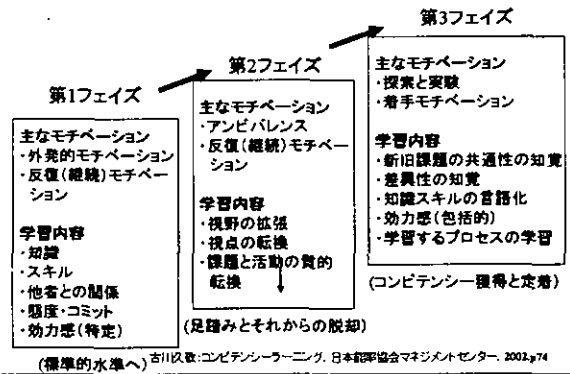 第1フェイズ
主なモチベーション
・外発的モチベーション
・反復(継続)モチベー
ション
学習内容
・知識
・スキル
・他者との関係
・態度・コミット
・効力感(特定)
(標準的水準へ)
第2フェイズ
主なモチベーション
・アンビバレンス
・反復(継続)モチベー
ション
学習内容
・視野の拡張
・視点の転換
・課題と活動の質的
転換
(足踏みとそれからの脱却)
第3フェイズ
主なモチベーション
・探索と実験
・着手モチベーション
学習内容
・新旧課題の共通性の知覚
・差異性の知覚
・知識スキルの言語化
・効力感(包括的)
・学習するプロセスの学習
(コンピテンシー獲得と定着)
古川久敬:コンピテンシーラーニング, 日本能率協会マネジメントセンター, 2002,p74